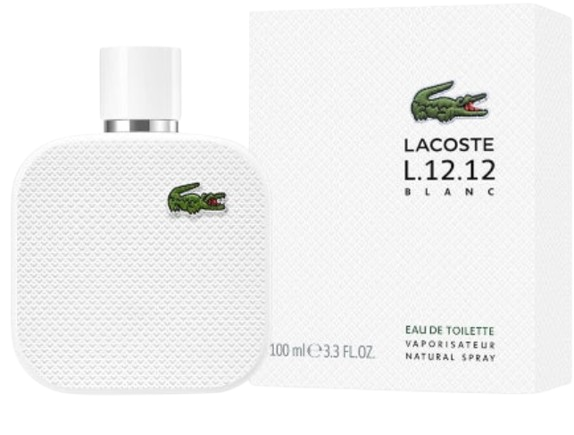 LACOSTE
L.12.12
BLANC
EAU DE TOILETTE
100 ml ℮ 3.3 FL.OZ.
VAPORISATEUR
NATURAL SPRAY